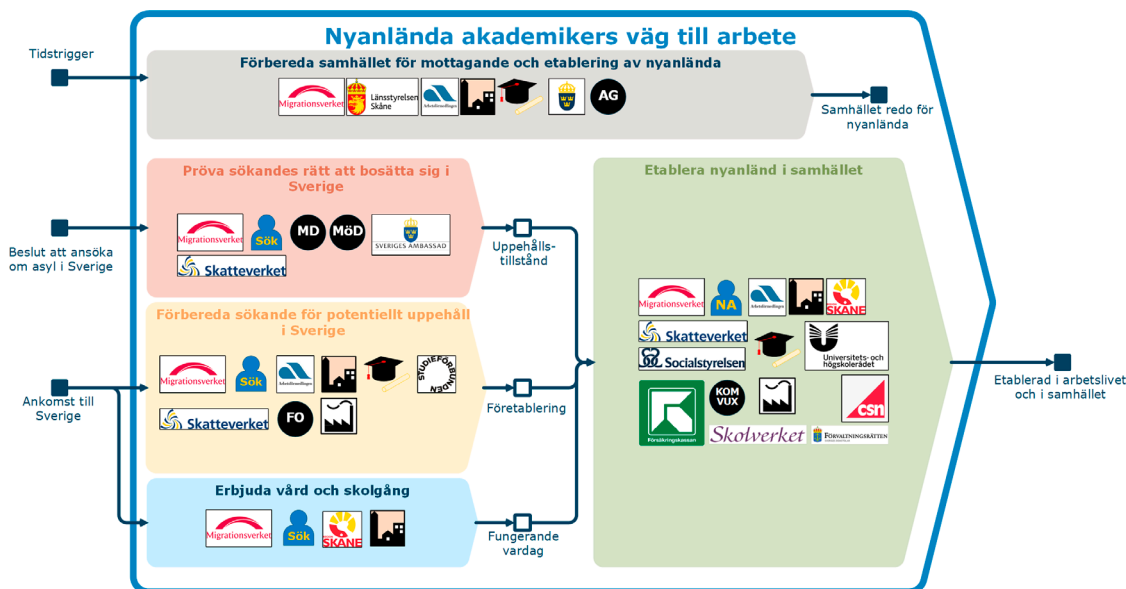 Nyanlända akademikers väg till arbete
Tidstrigger
Förbereda samhället för mottagande och etablering av nyanlända
Migrationsverket
Länsstyrelsen
Skåne
Arbetsförmedlingen
AG
Samhället redo för
nyanlända
Pröva sökandes rätt att bosätta sig i
Sverige
Migrationsverket
Sök
MD
MöD
SVERIGES AMBASSAD
Skatteverket
Beslut att ansöka
om asyl i Sverige
Uppehålls-
tillstånd
Förbereda sökande för potentiellt uppehåll
i Sverige
Migrationsverket
Sök
Arbetsförmedlingen
STUDIEFÖRBUNDEN
Skatteverket
FO
Ankomst till
Sverige
Företablering
Erbjuda vård och skolgång
Migrationsverket
Sök
SKÅNE
Fungerande
vardag
Etablera nyanländ i samhället
Migrationsverket
NA
Arbetsförmedlingen
SKÅNE
Skatteverket
Socialstyrelsen
Universitets- och
högskolerådet
Försäkringskassan
KOM
VUX
csn
Skolverket
FÖRVALTNINGSRÄTTEN
Etablerad i arbetslivet
och i samhället